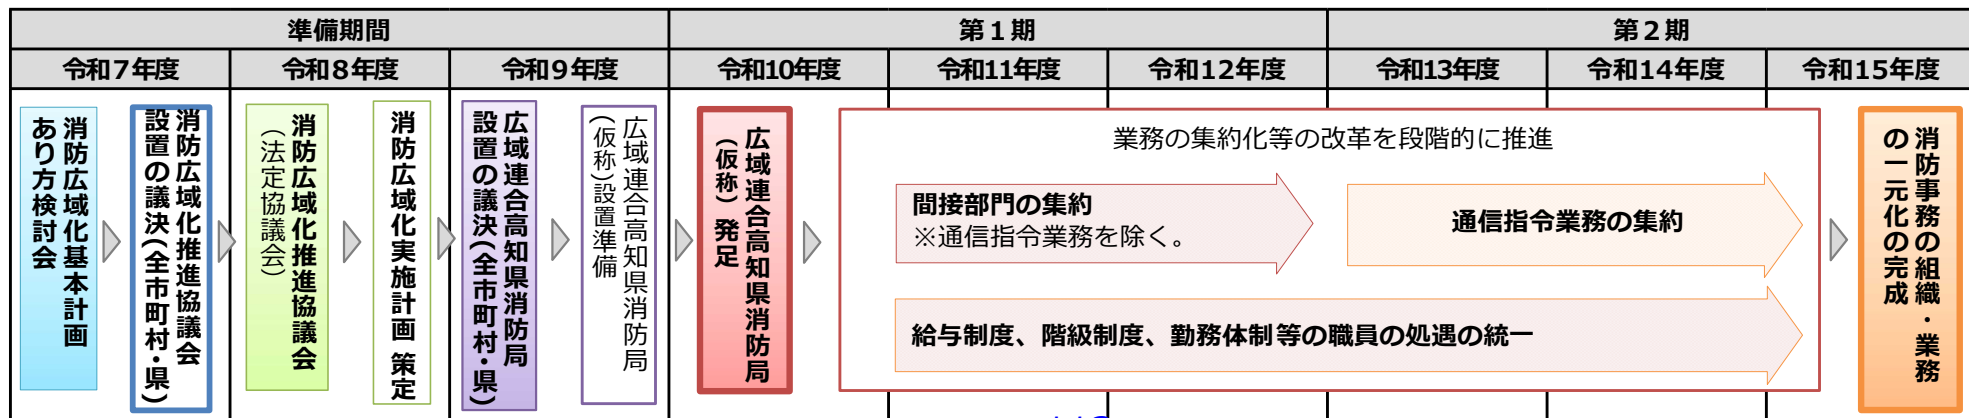 準備期間
第１期
第２期
令和７年度
令和８年度
令和９年度
令和10年度
令和11年度
令和12年度
令和13年度
令和14年度
令和15年度
消防広域化基本計画
あり方検討会
消防広域化推進協議会
設置の議決(全市町村・県)
消防広域化推進協議会
（法定協議会）
消防広域化実施計画 策定
広域連合高知県消防局
設置の議決(全市町村・県)
広域連合高知県消防局
(仮称)設置準備
広域連合高知県消防局
（仮称）発足
業務の集約化等の改革を段階的に推進
間接部門の集約
※通信指令業務を除く。
通信指令業務の集約
給与制度、階級制度、勤務体制等の職員の処遇の統一
消防事務の組織・業務
の一元化の完成